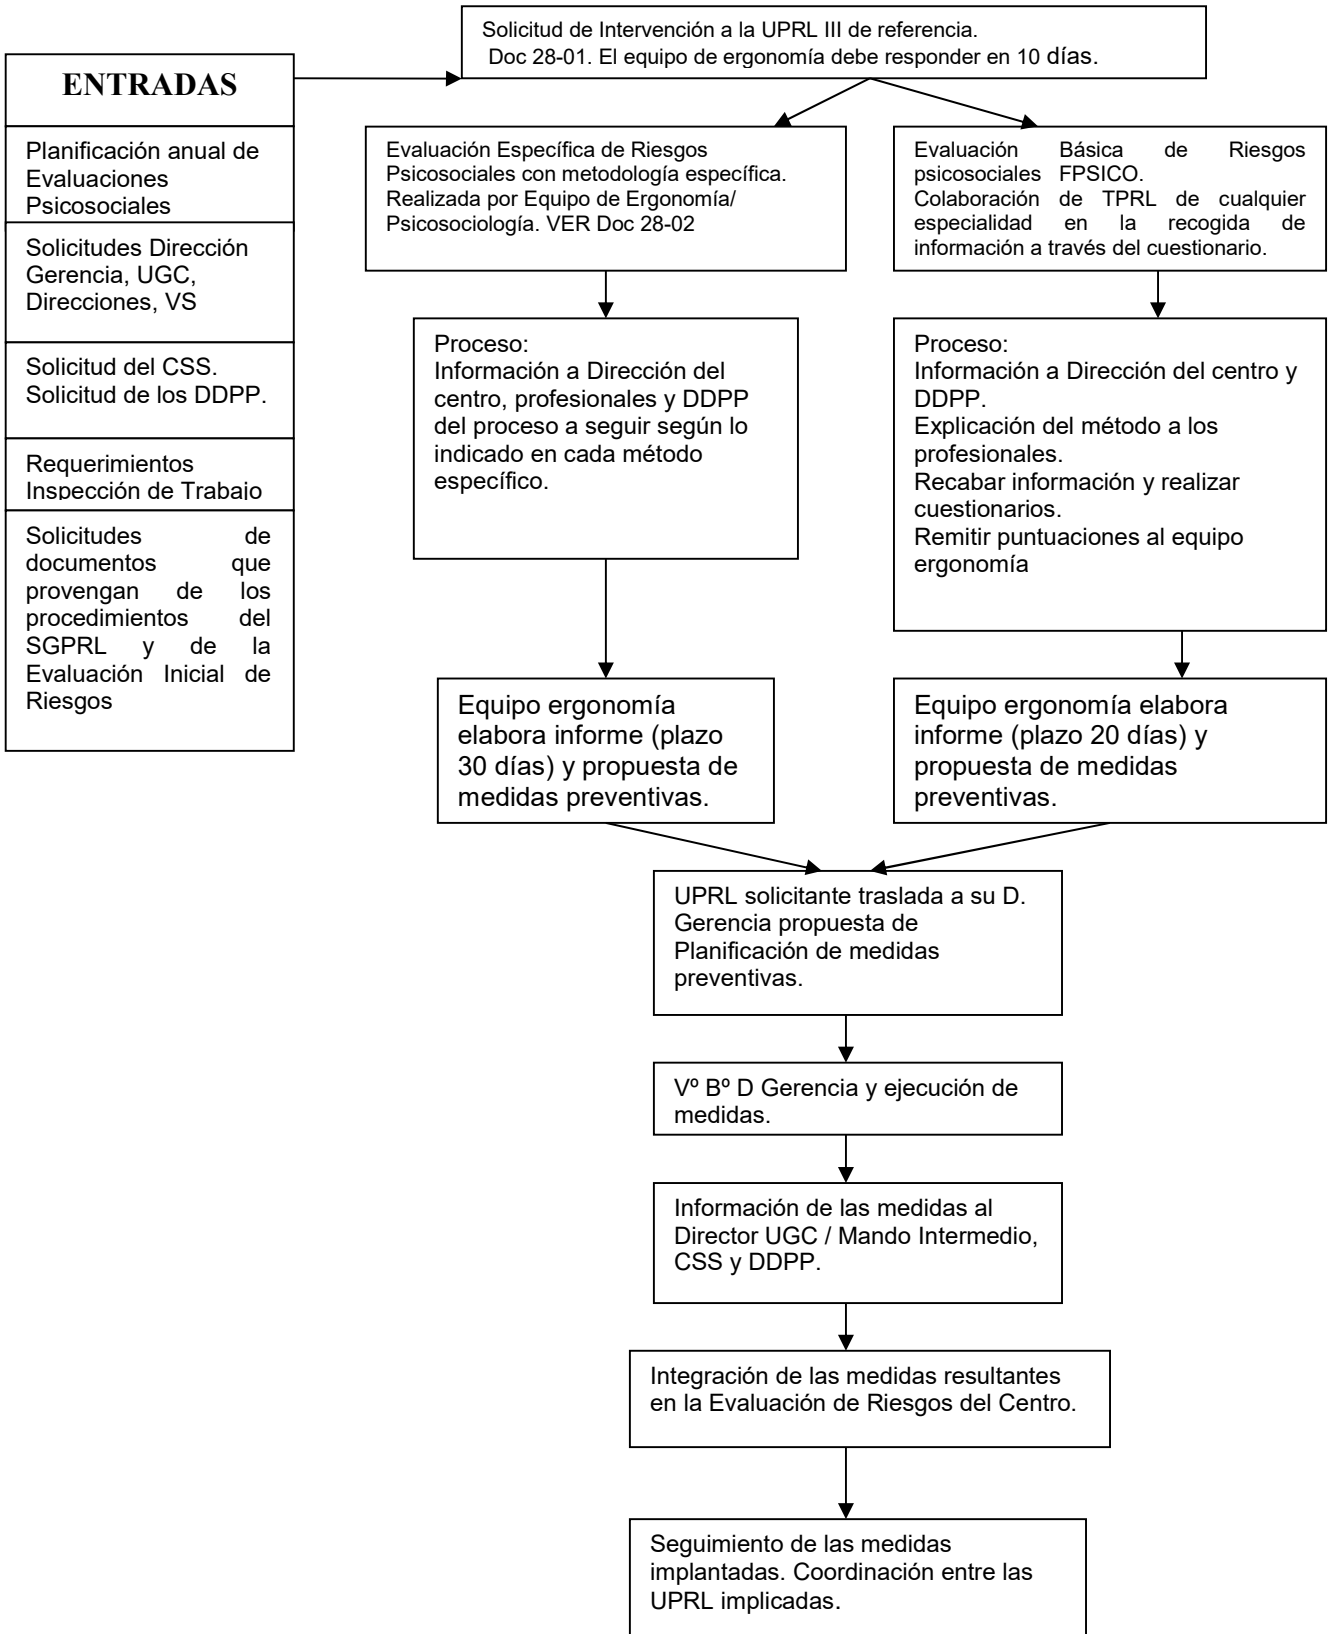 Solicitud de Intervención a la UPRL III de referencia.
Doc 28-01. El equipo de ergonomía debe responder en 10 días.
ENTRADAS
Planificación anual de
Evaluaciones
Psicosociales
Solicitudes Dirección
Gerencia, UGC,
Direcciones, VS
Solicitud del CSS.
Solicitud de los DDPP.
Requerimientos
Inspección de Trabajo
Solicitudes de
documentos que
provengan de los
procedimientos del
SGPRL y de la
Evaluación Inicial de
Riesgos
Evaluación Específica de Riesgos
Psicosociales con metodología específica.
Realizada por Equipo de Ergonomía/
Psicosociología. VER Doc 28-02
Evaluación Básica de Riesgos
psicosociales FPSICO.
Colaboración de TPRL de cualquier
especialidad en la recogida de
información a través del cuestionario.
Proceso:
Información a Dirección del
centro, profesionales y DDPP
del proceso a seguir según lo
indicado en cada método
específico.
Proceso:
Información a Dirección del centro y
DDPP.
Explicación del método a los
profesionales.
Recabar información y realizar
cuestionarios.
Remitir puntuaciones al equipo
ergonomía
Equipo ergonomía
elabora informe (plazo
30 días) y propuesta de
medidas preventivas.
Equipo ergonomía elabora
informe (plazo 20 días) y
propuesta de medidas
preventivas.
UPRL solicitante traslada a su D.
Gerencia propuesta de
Planificación de medidas
preventivas.
Vº Bº D Gerencia y ejecución de
medidas.
Información de las medidas al
Director UGC / Mando Intermedio,
CSS y DDPP.
Integración de las medidas resultantes
en la Evaluación de Riesgos del Centro.
Seguimiento de las medidas
implantadas. Coordinación entre las
UPRL implicadas.